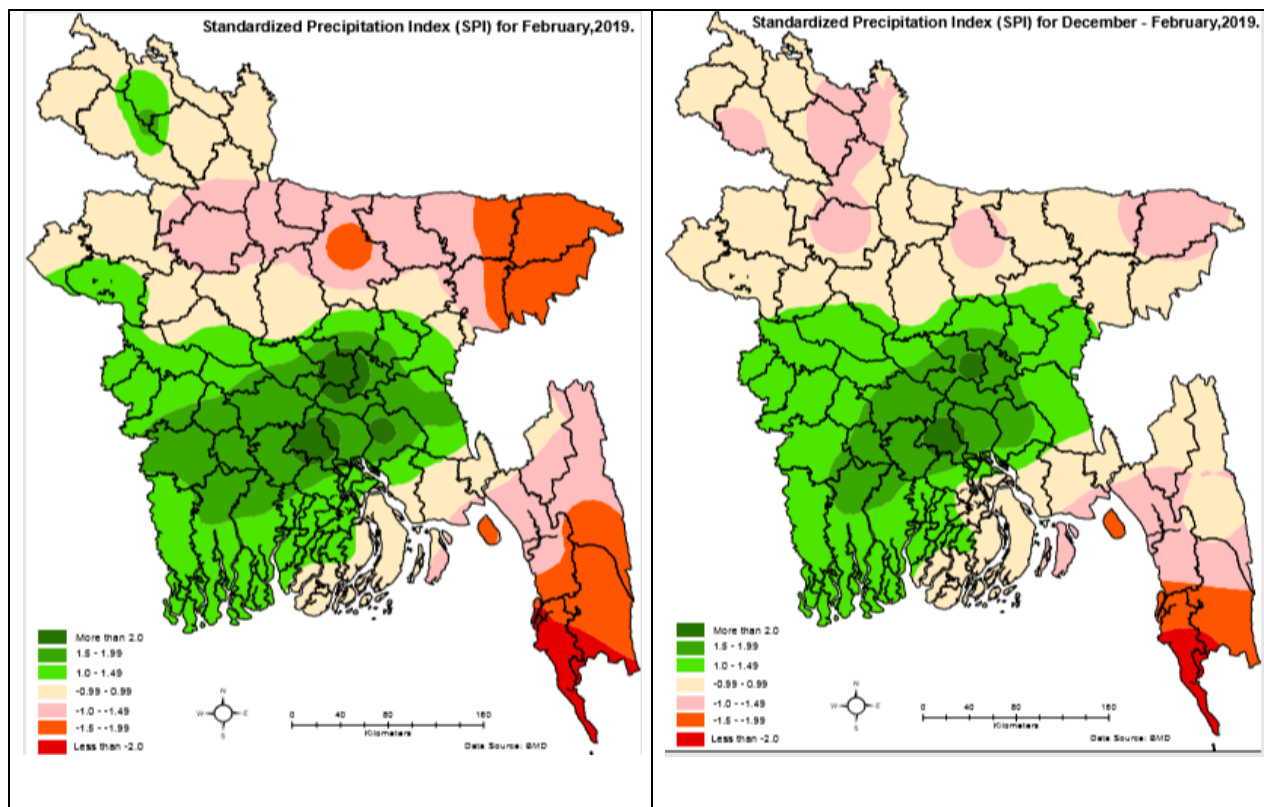 Standardized Precipitation Index (SPI) for February,2019.
More than 2.0
1.5 - 1.99
1.0 - 1.49
-0.99 - 0.99
-1.0 - -1.49
-1.5 - -1.99
Less than -2.0
N
W
E
S
0 40 80 160
Kilometers
Data Source: BMD
Standardized Precipitation Index (SPI) for December - February,2019.
More than 2.0
1.5 - 1.99
1.0 - 1.49
-0.99 - 0.99
-1.0 - -1.49
-1.5 - -1.99
Less than -2.0
N
W
E
S
0 40 80 160
Kilometers
Data Source: BMD